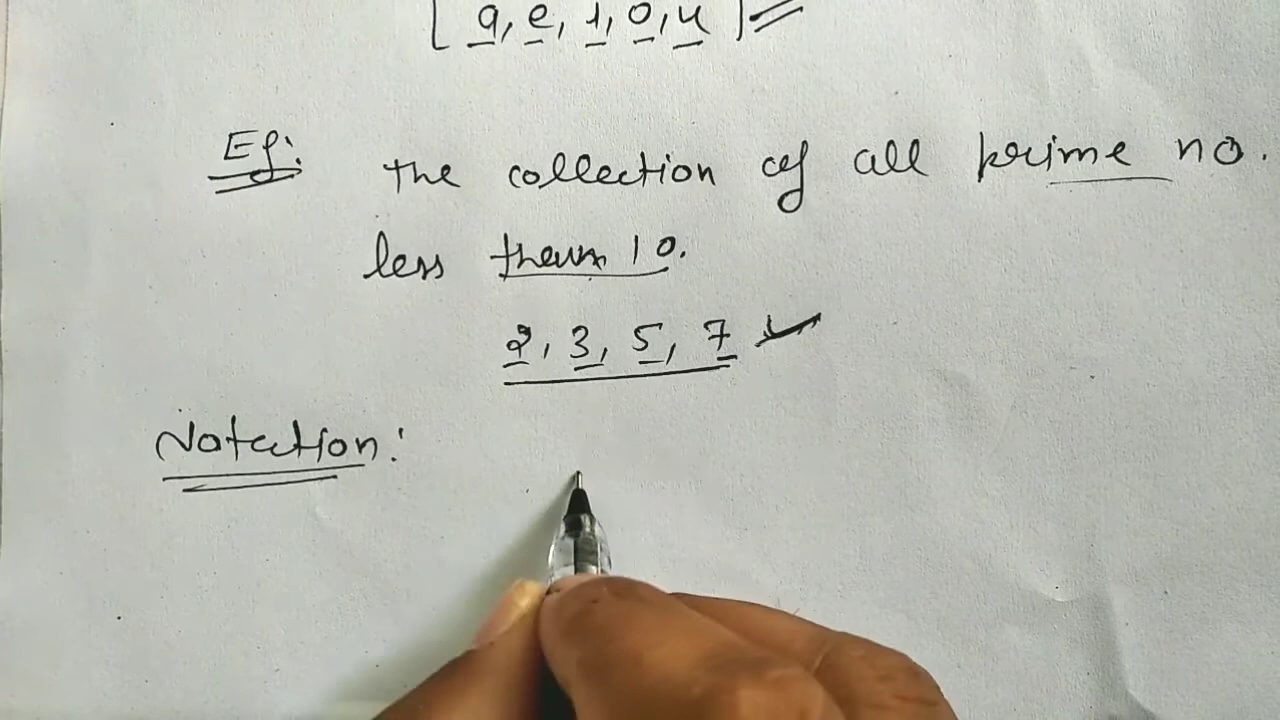 [ a, e, i, o, u ]
Eg: The collection of all prime no.
less than 10.
2, 3, 5, 7 ✓
Notation: